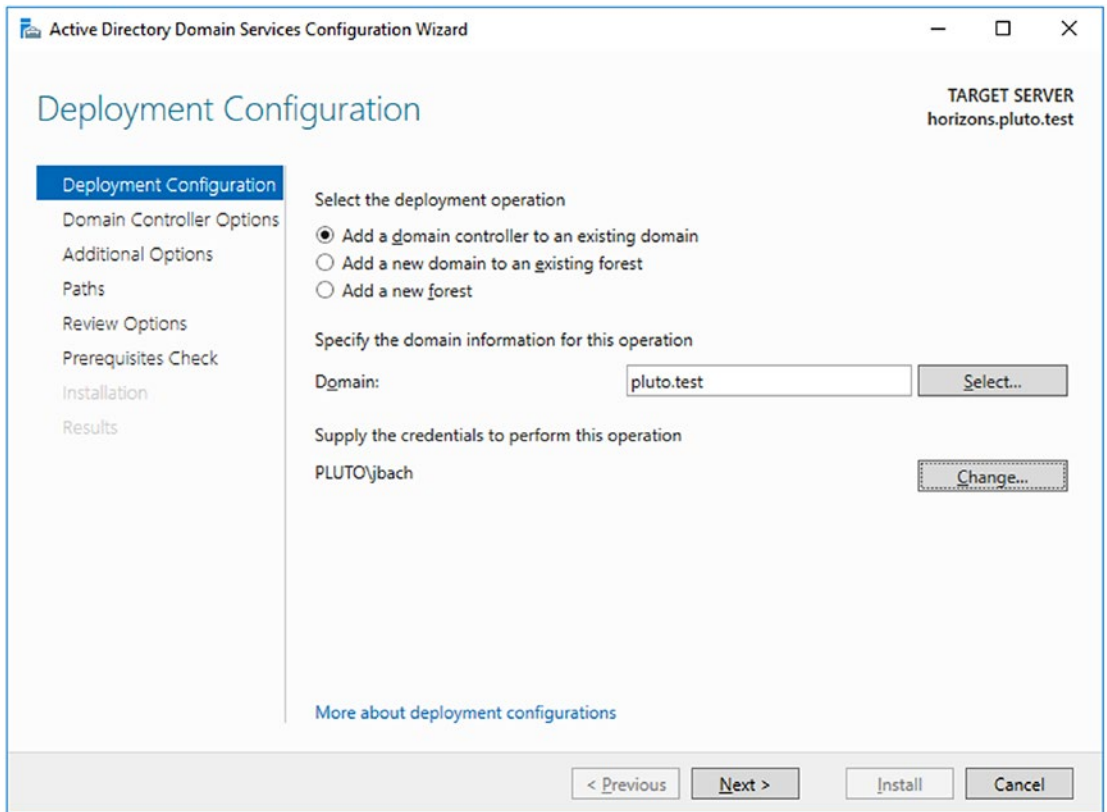 Active Directory Domain Services Configuration Wizard
Deployment Configuration
TARGET SERVER
horizons.pluto.test
Deployment Configuration
Domain Controller Options
Additional Options
Paths
Review Options
Prerequisites Check
Installation
Results
Select the deployment operation
Add a domain controller to an existing domain
Add a new domain to an existing forest
Add a new forest
Specify the domain information for this operation
Domain: pluto.test Select...
Supply the credentials to perform this operation
PLUTO\jbach Change...
More about deployment configurations
< Previous Next > Install Cancel